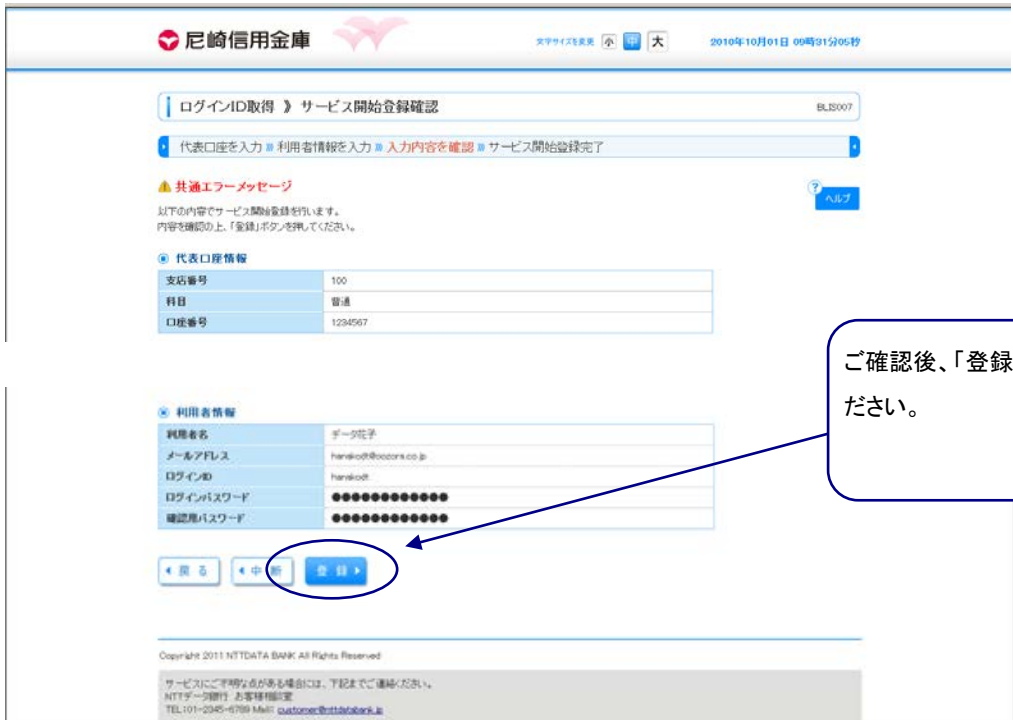 尼崎信用金庫
文字サイズを変更 小 中 大
2010年10月01日 09時31分05秒
ログインID取得 》 サービス開始登録確認
BLIS007
代表口座を入力 » 利用者情報を入力 » 入力内容を確認 » サービス開始登録完了
共通エラーメッセージ
? ヘルプ
以下の内容でサービス開始登録を行います。
内容を確認の上、「登録」ボタンを押してください。
代表口座情報
支店番号 100
科目 普通
口座番号 1234567
ご確認後、「登録
ださい。
利用者情報
利用者名 データ花子
メールアドレス
ログインID hanakodt
ログインパスワード ●●●●●●●●●●●●
確認用パスワード ●●●●●●●●●●●●
戻る 中断 登録
Copyright 2011 NTTDATA BANK All Rights Reserved
サービスにご不明な点がある場合には、下記までご連絡ください。
NTTデータ銀行 お客様相談室
TEL:01-2345-6789 Mail: customer@nttdatabank.jp